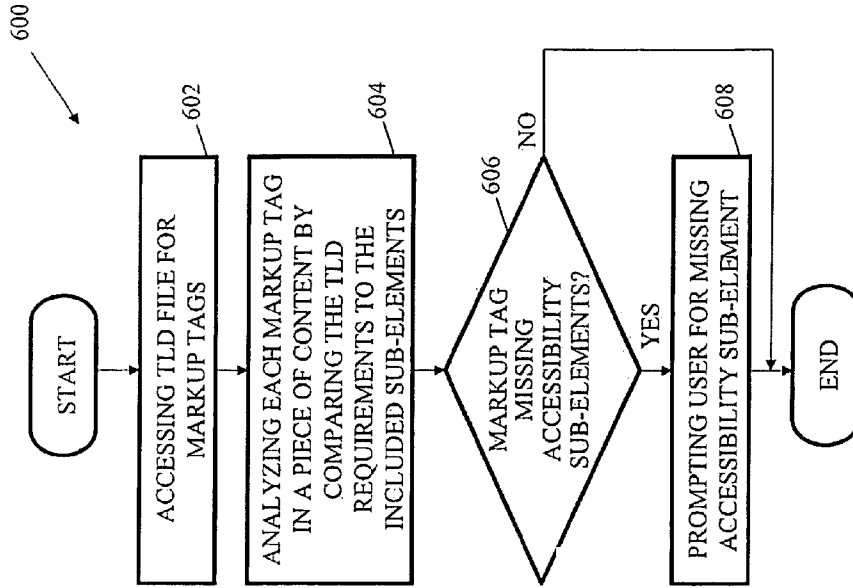 600
START
ACCESSING TLD FILE FOR
MARKUP TAGS
602
ANALYZING EACH MARKUP TAG
IN A PIECE OF CONTENT BY
COMPARING THE TLD
REQUIREMENTS TO THE
INCLUDED SUB-ELEMENTS
604
MARKUP TAG
MISSING
ACCESSIBILITY
SUB-ELEMENTS?
606
NO
YES
PROMPTING USER FOR MISSING
ACCESSIBILITY SUB-ELEMENT
608
END